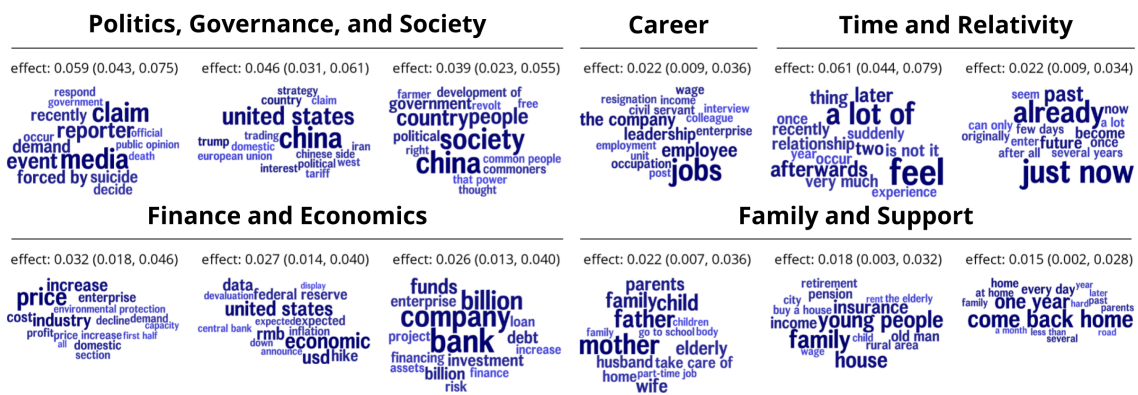 Politics, Governance, and Society
Career
Time and Relativity
effect: 0.059 (0.043, 0.075)
effect: 0.046 (0.031, 0.061)
effect: 0.039 (0.023, 0.055)
effect: 0.022 (0.009, 0.036)
effect: 0.061 (0.044, 0.079)
effect: 0.022 (0.009, 0.034)
respond
government
recently claim
reporter official
occur
demand public opinion
event media death
forced by suicide
decide
strategy
country claim
united states
trump trading china iran
domestic
european union chinese side
interest political west
tariff
farmer development of
government revolt free
country people
political society
right
china common people
commoners
that power
thought
wage
resignation income
civil servant interview
the company colleague
leadership enterprise
employment
unit employee
occupation
post jobs
thing later
once a lot of
recently suddenly
relationship two is not it
year occur
afterwards feel
very much
experience
seem past
already now
can only few days a lot
originally become
enter future once
after all several years
just now
Finance and Economics
Family and Support
effect: 0.032 (0.018, 0.046)
effect: 0.027 (0.014, 0.040)
effect: 0.026 (0.013, 0.040)
effect: 0.022 (0.007, 0.036)
effect: 0.018 (0.003, 0.032)
effect: 0.015 (0.002, 0.028)
increase
price enterprise
environmental protection
cost industry decline demand
capacity
profit price increase first half
all domestic
section
data display
devaluation federal reserve
united states
expected expected
central bank rmb inflation
down economic
announce usd hike
funds
enterprise billion
company loan
project bank debt
increase
financing investment
assets billion finance
risk
parents
family child
father children
family go to school body
mother elderly
husband take care of
home part-time job
wife
retirement
pension
city rent the elderly
buy a house insurance
income young people
family child old man
rural area
wage house
home year
at home every day later
family one year hard past
parents
come back home
a month less than road
several